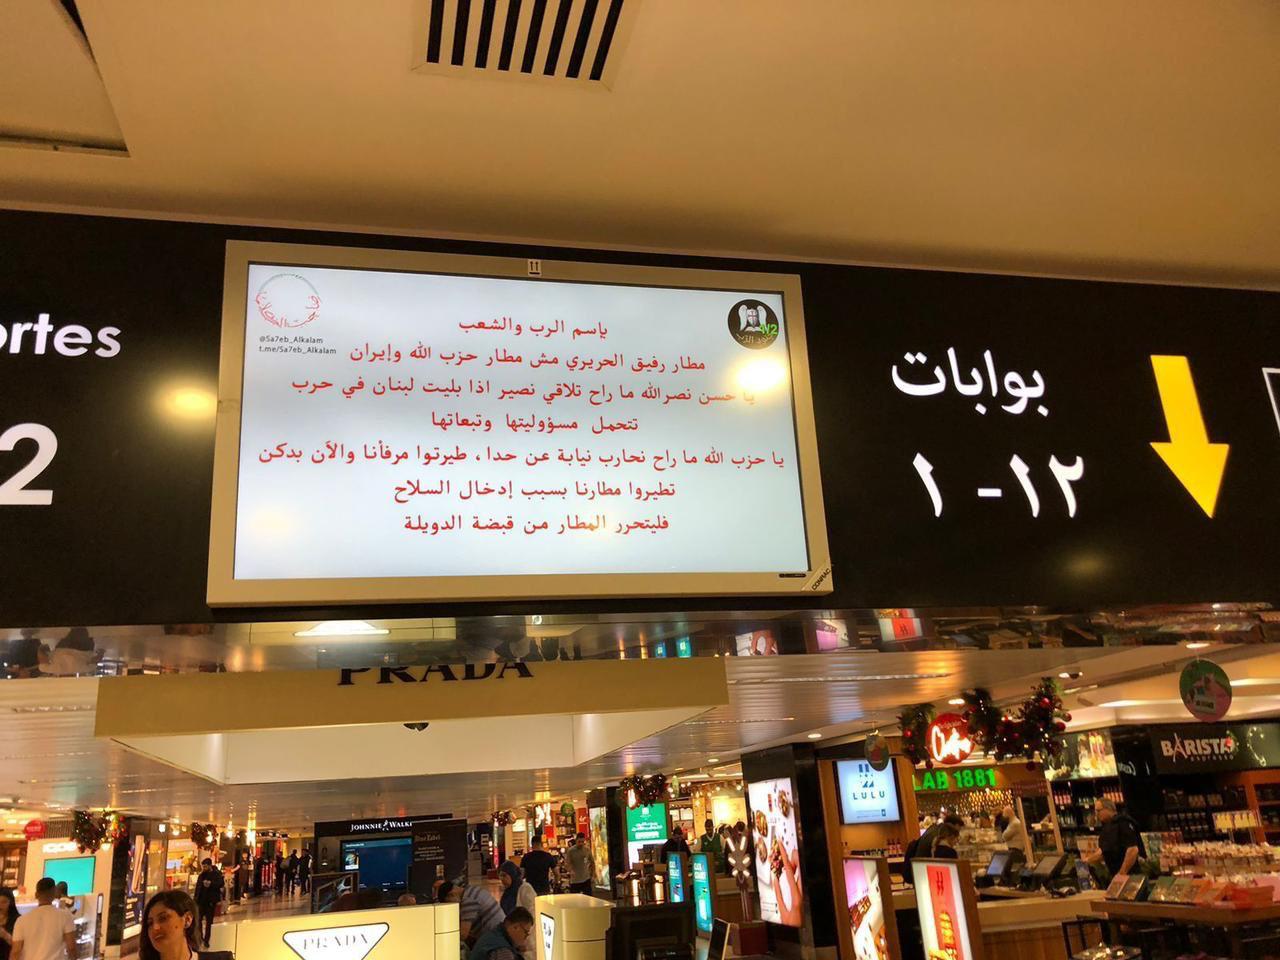 ortes
2
@Sa7eb_Alkalam
t.me/Sa7eb_Alkalam
بإسم الرب والشعب
مطار رفيق الحريري مش مطار حزب الله وإيران
يا حسن نصرالله ما راح تلاقي نصير اذا بليت لبنان في حرب
تتحمل مسؤوليتها وتبعاتها
يا حزب الله ما راح نحارب نيابة عن حدا، طيرتوا مرفأنا والآن بدكن
تطيروا مطارنا بسبب إدخال السلاح
فليتحرر المطار من قبضة الدويلة
CONRAC
بوابات
١ - ١٢
PRADA
BARISTA
LAB 1881
LULU
JOHNNIE WALK
PRADA